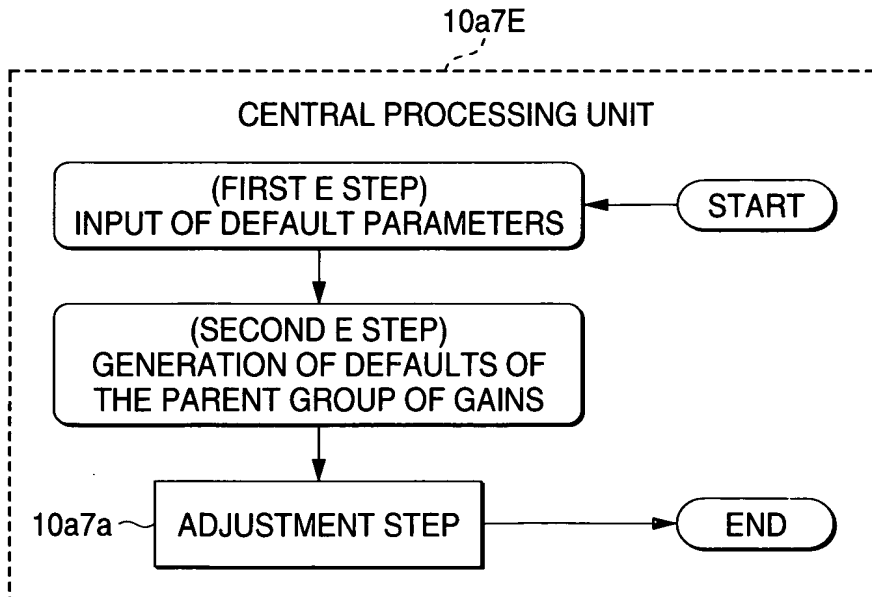 10a7E
CENTRAL PROCESSING UNIT
(FIRST E STEP)
INPUT OF DEFAULT PARAMETERS
START
(SECOND E STEP)
GENERATION OF DEFAULTS OF
THE PARENT GROUP OF GAINS
10a7a
ADJUSTMENT STEP
END